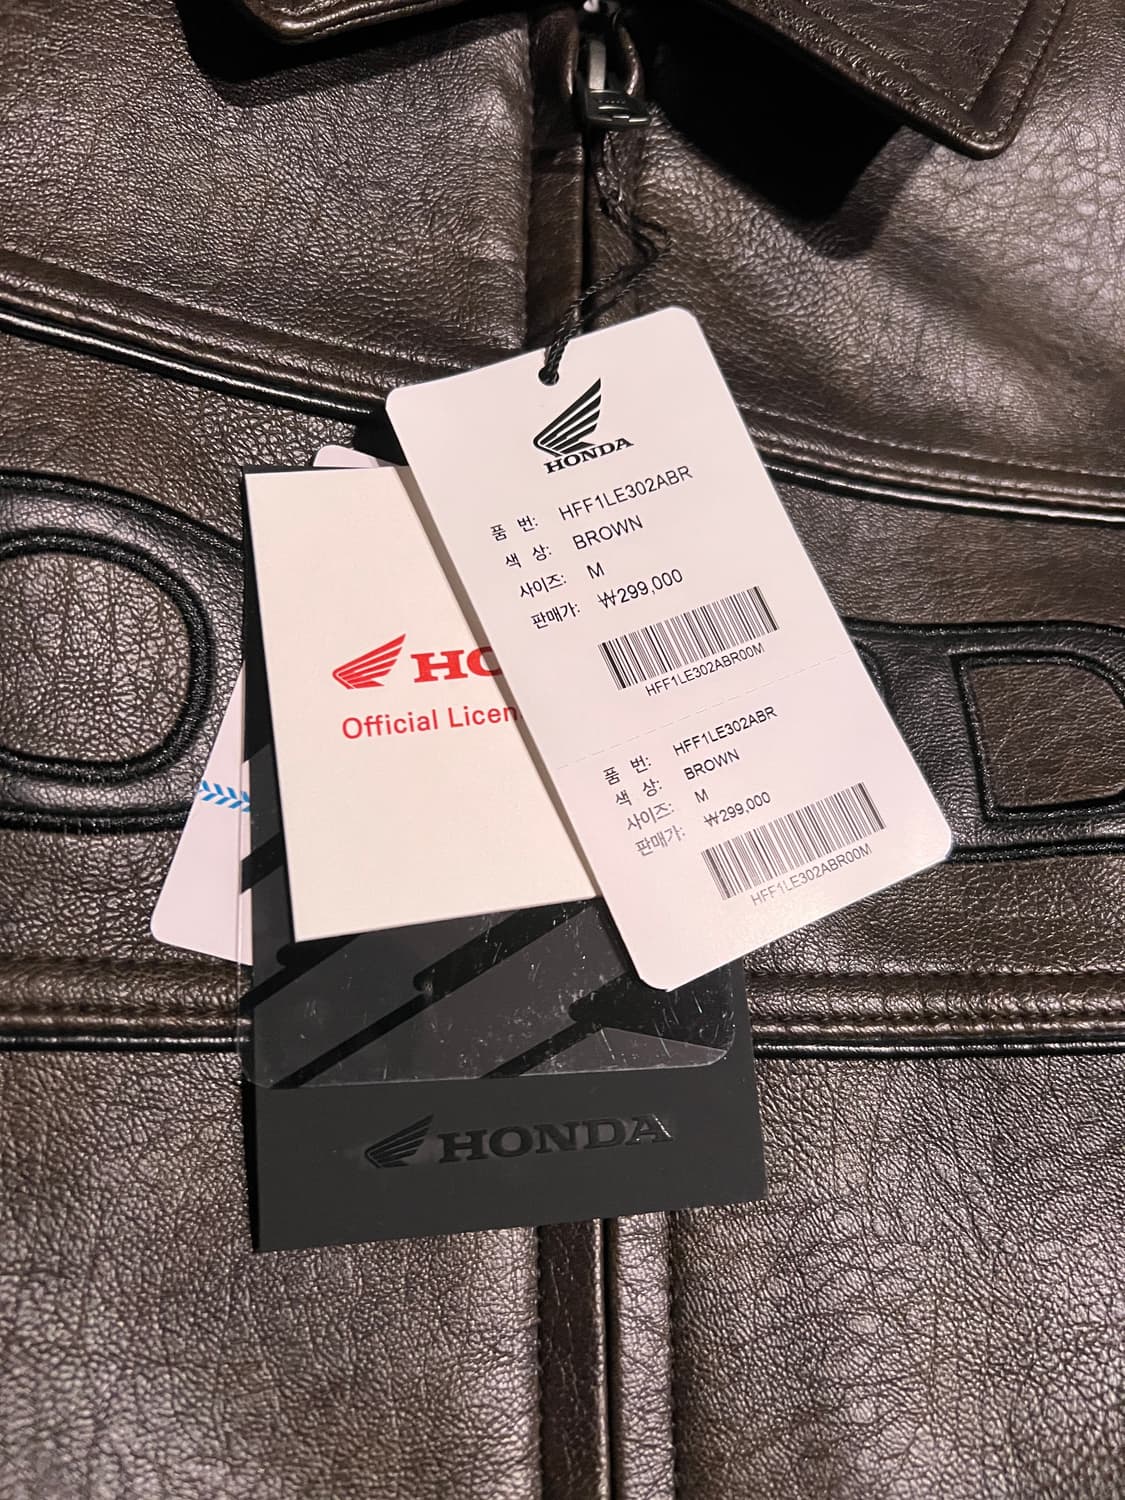 HONDA
품 번: HFF1LE302ABR
색 상: BROWN
사이즈: M
판매가: ₩299,000
HFF1LE302ABR00M
품 번: HFF1LE302ABR
색 상: BROWN
사이즈: M
판매가: ₩299,000
HFF1LE302ABR00M
HO
Official Licen
HONDA